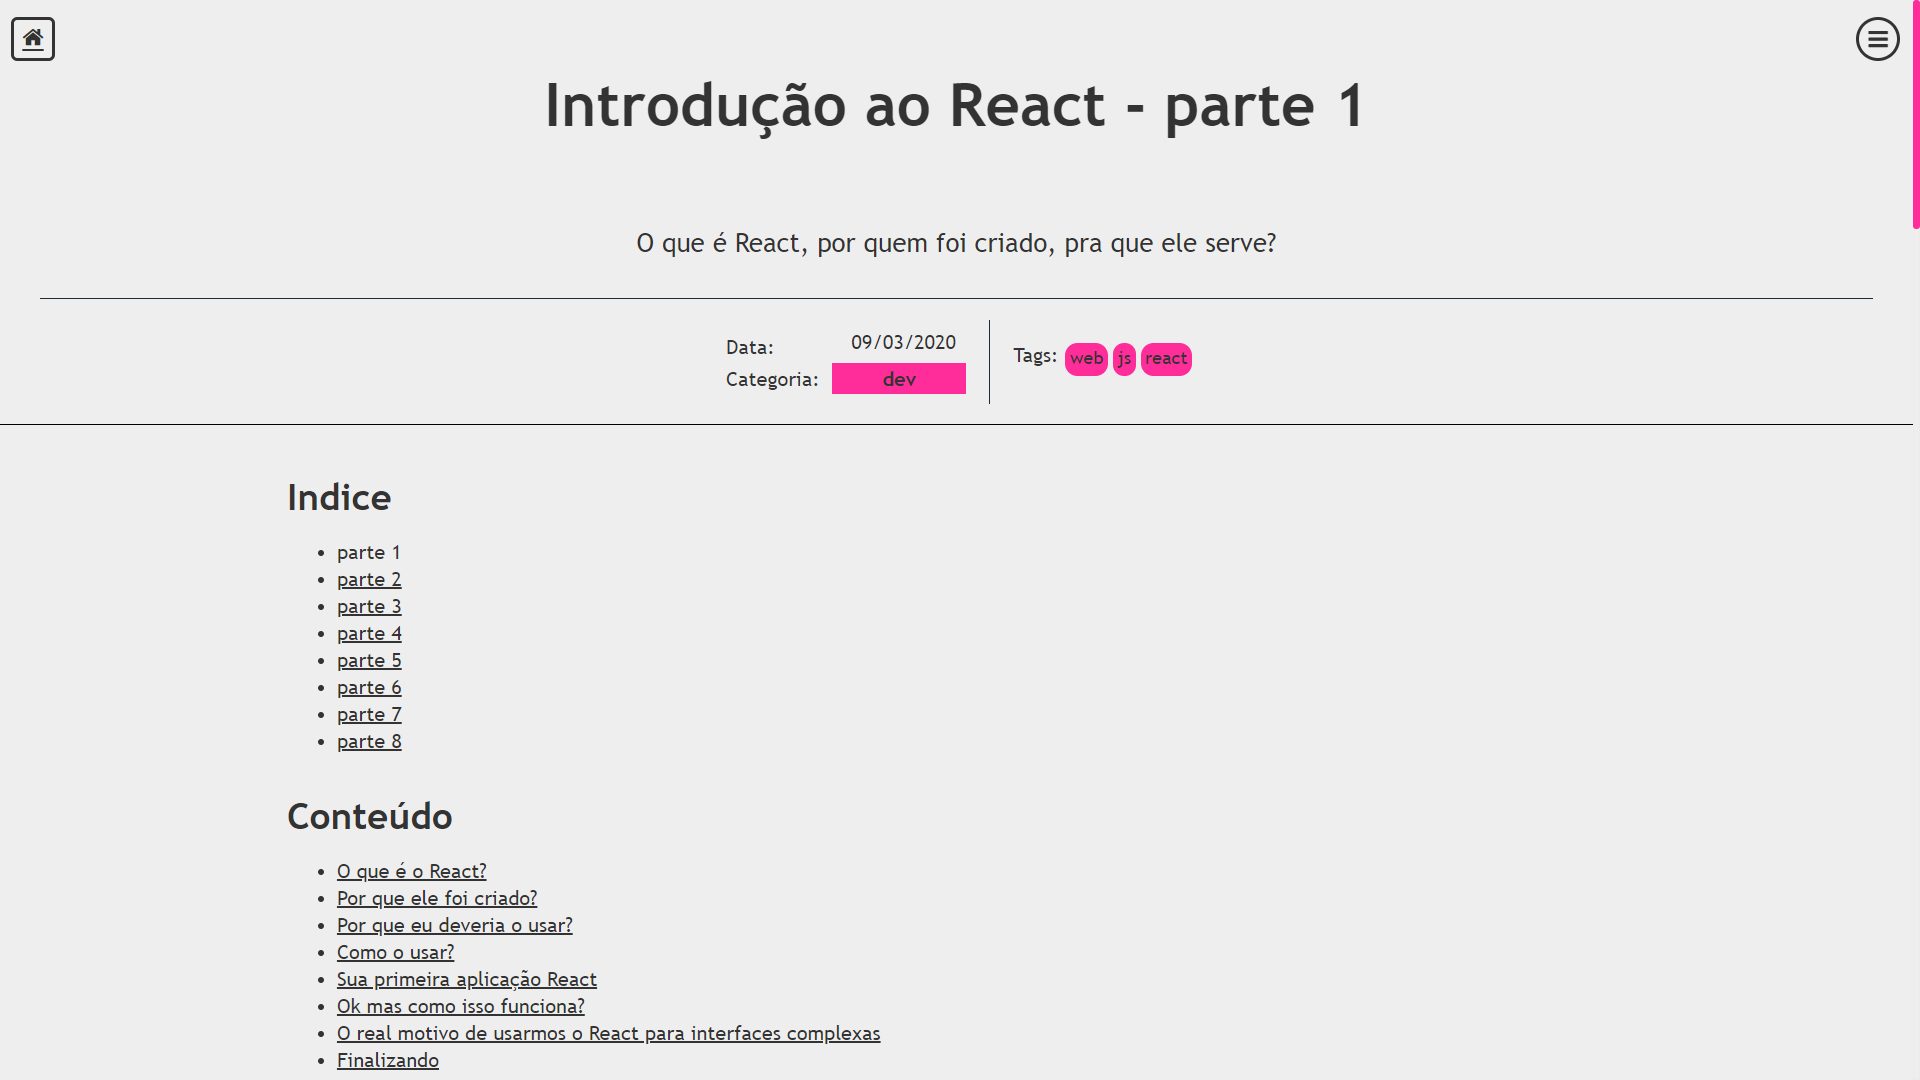 Introdução ao React - parte 1
O que é React, por quem foi criado, pra que ele serve?
Data: 09/03/2020
Categoria: dev
Tags: web js react
Indice
parte 1
parte 2
parte 3
parte 4
parte 5
parte 6
parte 7
parte 8
Conteúdo
O que é o React?
Por que ele foi criado?
Por que eu deveria o usar?
Como o usar?
Sua primeira aplicação React
Ok mas como isso funciona?
O real motivo de usarmos o React para interfaces complexas
Finalizando